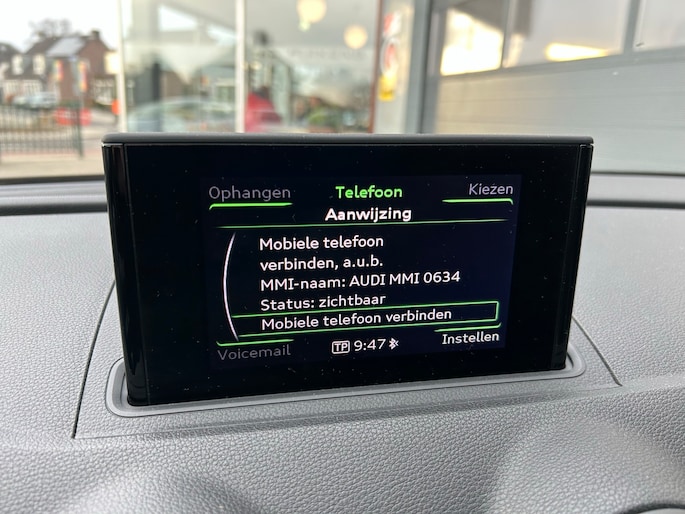 Ophangen Telefoon Kiezen
Aanwijzing
Mobiele telefoon
verbinden, a.u.b.
MMI-naam: AUDI MMI 0634
Status: zichtbaar
Mobiele telefoon verbinden
Voicemail TP 9:47 Instellen